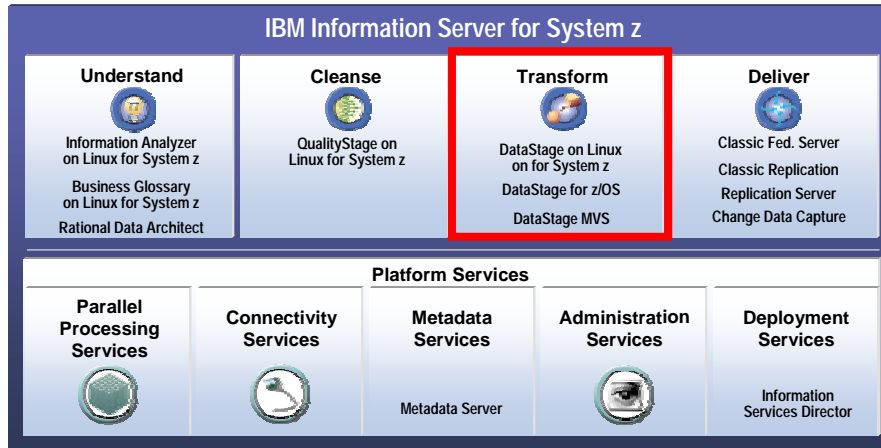 IBM Information Server for System z
Understand
Information Analyzer
on Linux for System z
Business Glossary
on Linux for System z
Rational Data Architect
Cleanse
QualityStage on
Linux for System z
Transform
DataStage on Linux
on for System z
DataStage for z/OS
DataStage MVS
Deliver
Classic Fed. Server
Classic Replication
Replication Server
Change Data Capture
Platform Services
Parallel
Processing
Services
Connectivity
Services
Metadata
Services
Metadata Server
Administration
Services
Deployment
Services
Information
Services Director